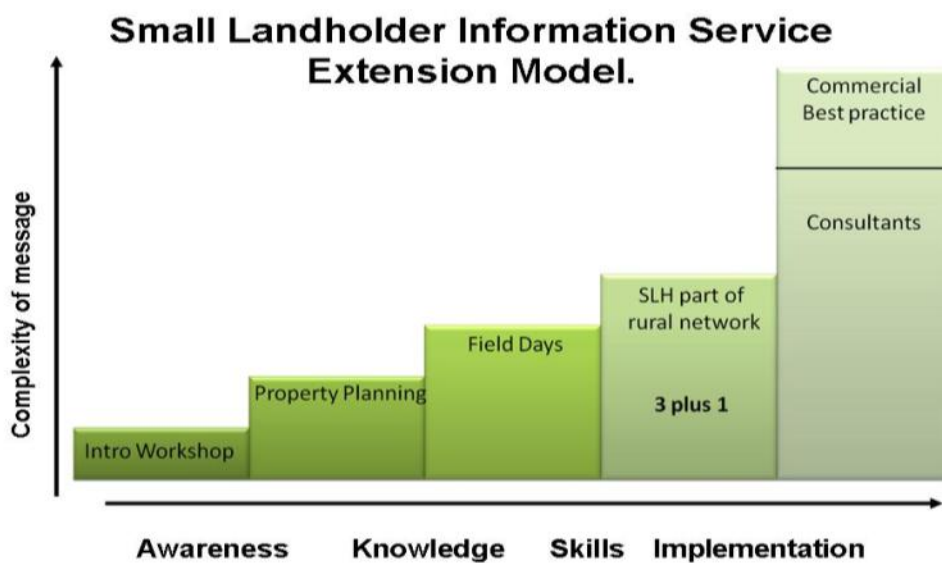 Small Landholder Information Service
Extension Model.
Complexity of message
Commercial
Best practice
Consultants
SLH part of
rural network
3 plus 1
Field Days
Property Planning
Intro Workshop
Awareness Knowledge Skills Implementation